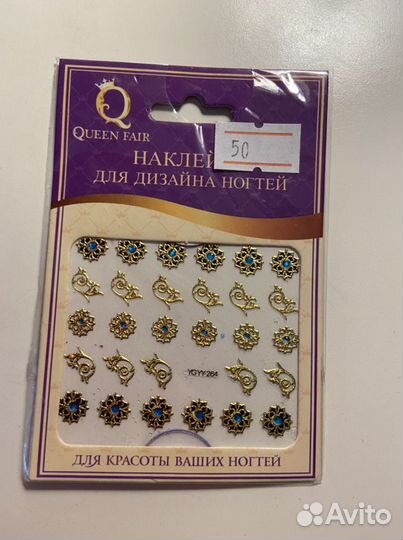 Q
QUEEN FAIR
50
НАКЛЕЙ
ДЛЯ ДИЗАЙНА НОГТЕЙ
YGYY-264
ДЛЯ КРАСОТЫ ВАШИХ НОГТЕЙ
Avito